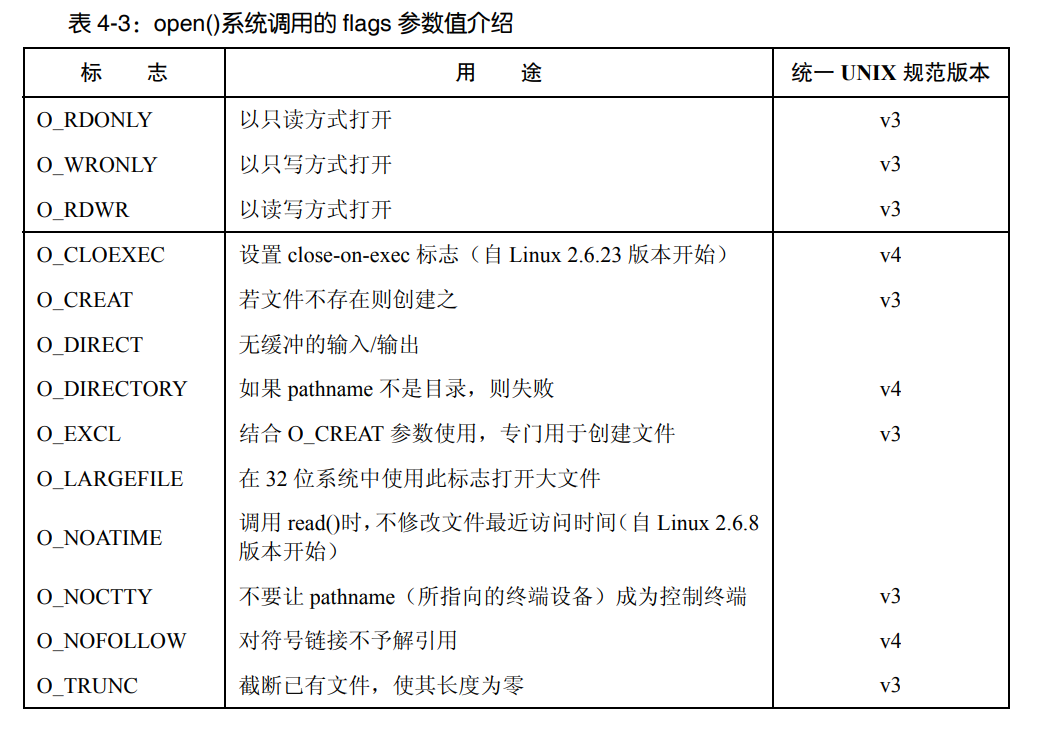 表 4-3：open()系统调用的 flags 参数值介绍
标 志 用 途 统一 UNIX 规范版本
O_RDONLY 以只读方式打开 v3
O_WRONLY 以只写方式打开 v3
O_RDWR 以读写方式打开 v3
O_CLOEXEC 设置 close-on-exec 标志（自 Linux 2.6.23 版本开始） v4
O_CREAT 若文件不存在则创建之 v3
O_DIRECT 无缓冲的输入/输出
O_DIRECTORY 如果 pathname 不是目录，则失败 v4
O_EXCL 结合 O_CREAT 参数使用，专门用于创建文件 v3
O_LARGEFILE 在 32 位系统中使用此标志打开大文件
O_NOATIME 调用 read()时，不修改文件最近访问时间（自 Linux 2.6.8
版本开始）
O_NOCTTY 不要让 pathname（所指向的终端设备）成为控制终端 v3
O_NOFOLLOW 对符号链接不予解引用 v4
O_TRUNC 截断已有文件，使其长度为零 v3